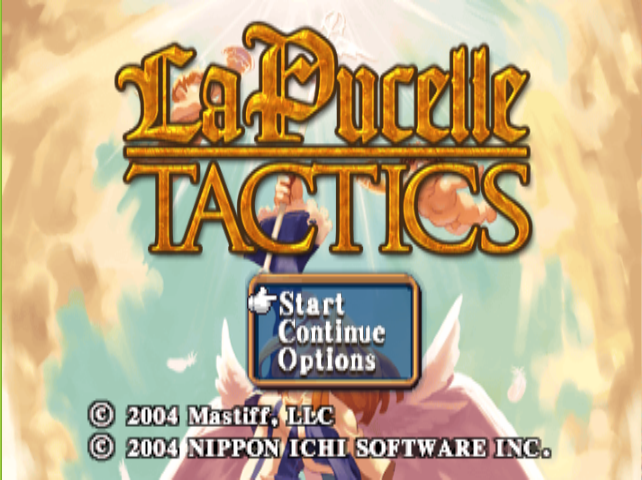 La Pucelle
TACTICS
Start
Continue
Options
© 2004 Mastiff, LLC
© 2004 NIPPON ICHI SOFTWARE INC.